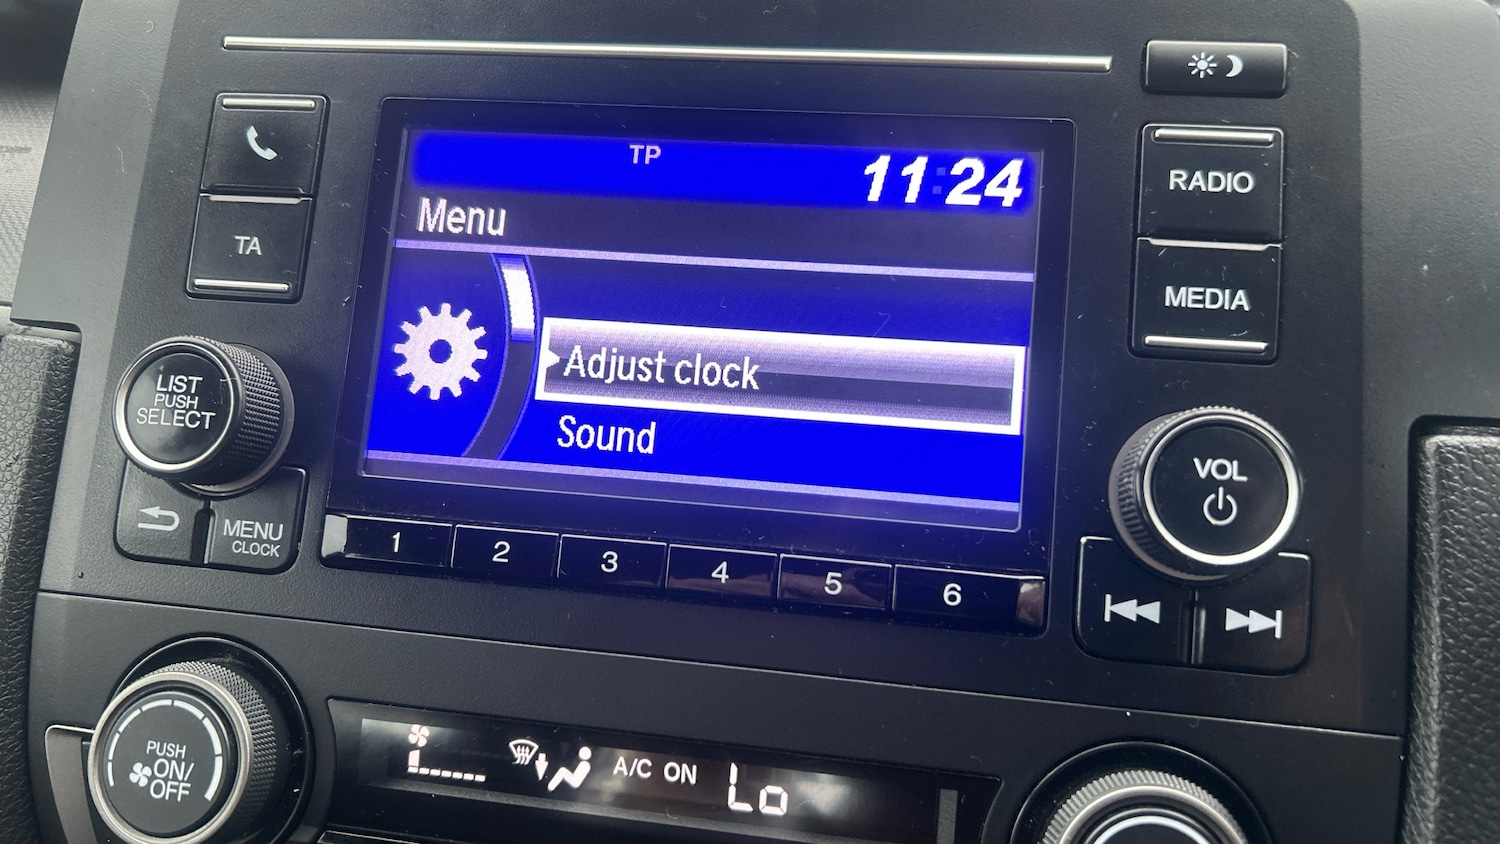 TP
11:24
Menu
Adjust clock
Sound
TA
LIST
PUSH
SELECT
MENU
CLOCK
RADIO
MEDIA
VOL
1 2 3 4 5 6
PUSH
ON/
OFF
A/C ON
Lo